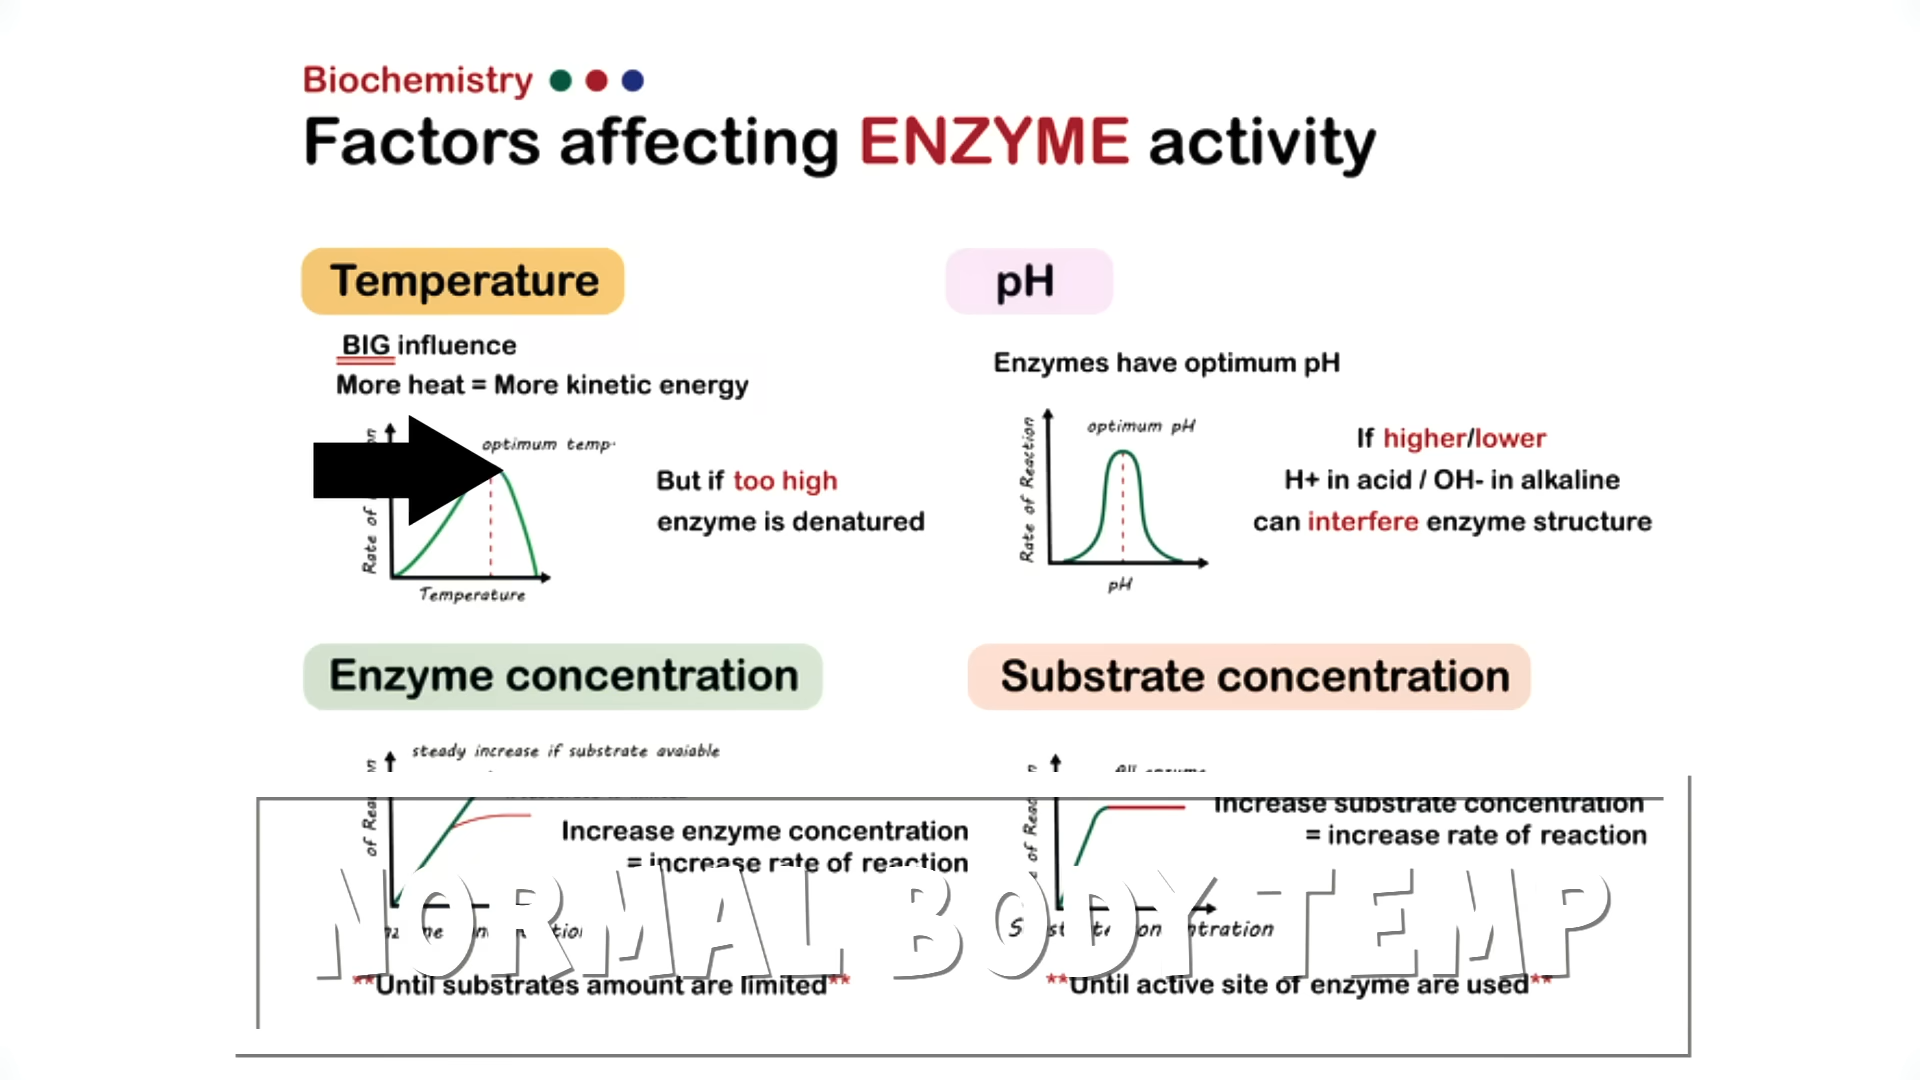 Biochemistry
Factors affecting ENZYME activity
Temperature
BIG influence
More heat = More kinetic energy
optimum temp.
Rate of
Temperature
But if too high
enzyme is denatured
pH
Enzymes have optimum pH
optimum pH
Rate of Reaction
pH
If higher/lower
H+ in acid / OH- in alkaline
can interfere enzyme structure
Enzyme concentration
steady increase if substrate avaiable
of
Increase enzyme concentration
= increase rate of reaction
**Until substrates amount are limited**
Substrate concentration
All enzyme
of
Increase substrate concentration
= increase rate of reaction
**Until active site of enzyme are used**
NORMAL BODY TEMP